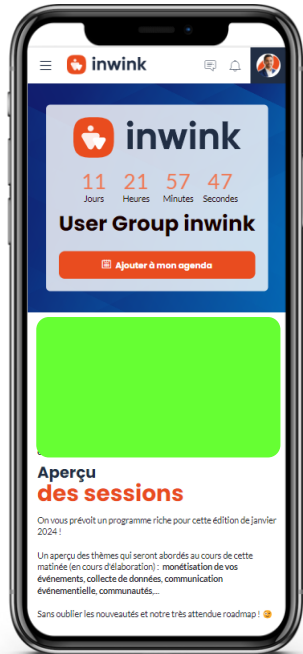 inwink
inwink
11 21 57 47
Jours Heures Minutes Secondes
User Group inwink
Ajouter à mon agenda
Aperçu
des sessions
On vous prévoit un programme riche pour cette édition de janvier
2024 !
Un aperçu des thèmes qui seront abordés au cours de cette
matinée (en cours d'élaboration) : monétisation de vos
événements, collecte de données, communication
événementielle, communautés,...
Sans oublier les nouveautés et notre très attendue roadmap !